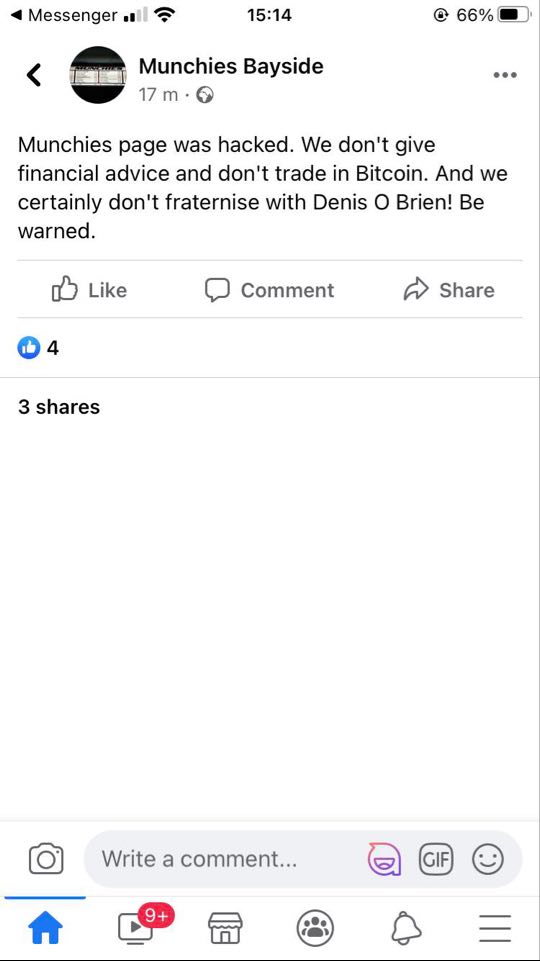 Messenger 15:14 66%
Munchies Bayside
17 m ·
Munchies page was hacked. We don't give
financial advice and don't trade in Bitcoin. And we
certainly don't fraternise with Denis O Brien! Be
warned.
Like Comment Share
4
3 shares
Write a comment... GIF
9+